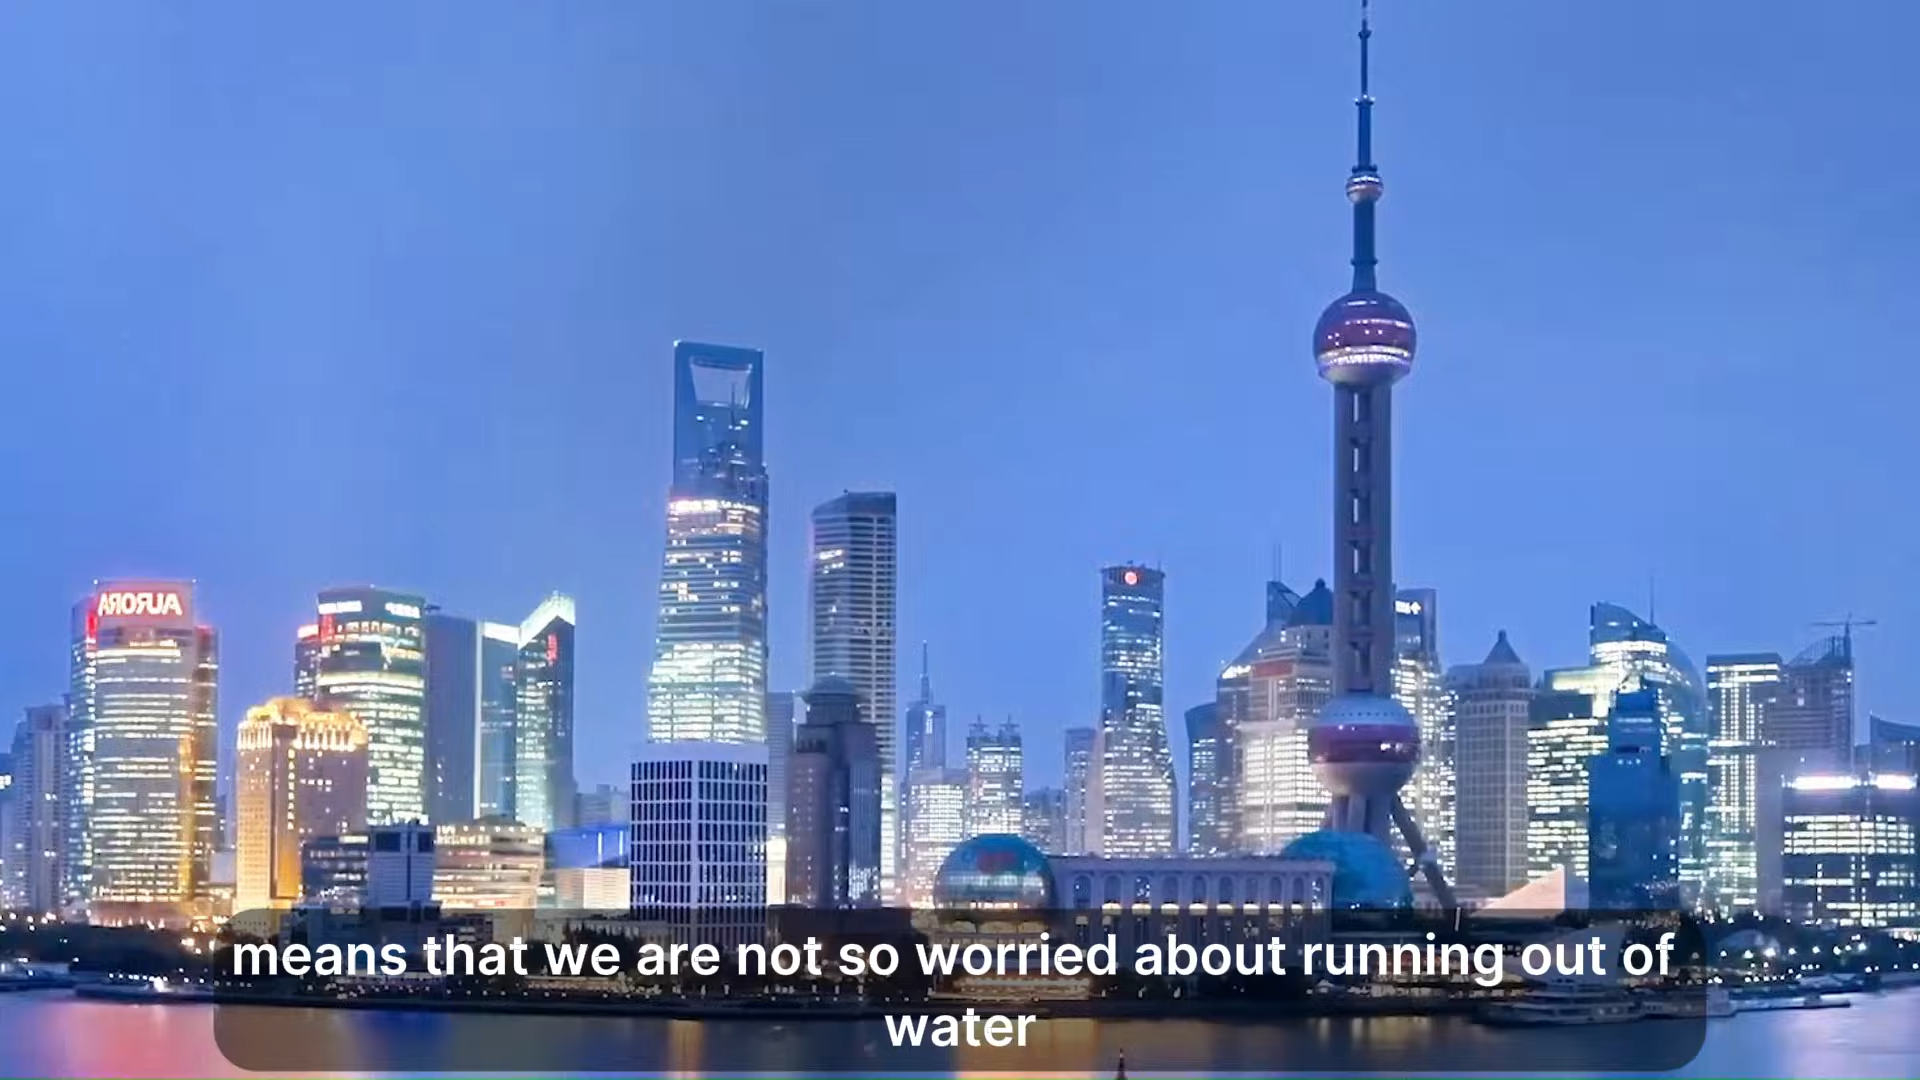 AURORA
means that we are not so worried about running out of
water